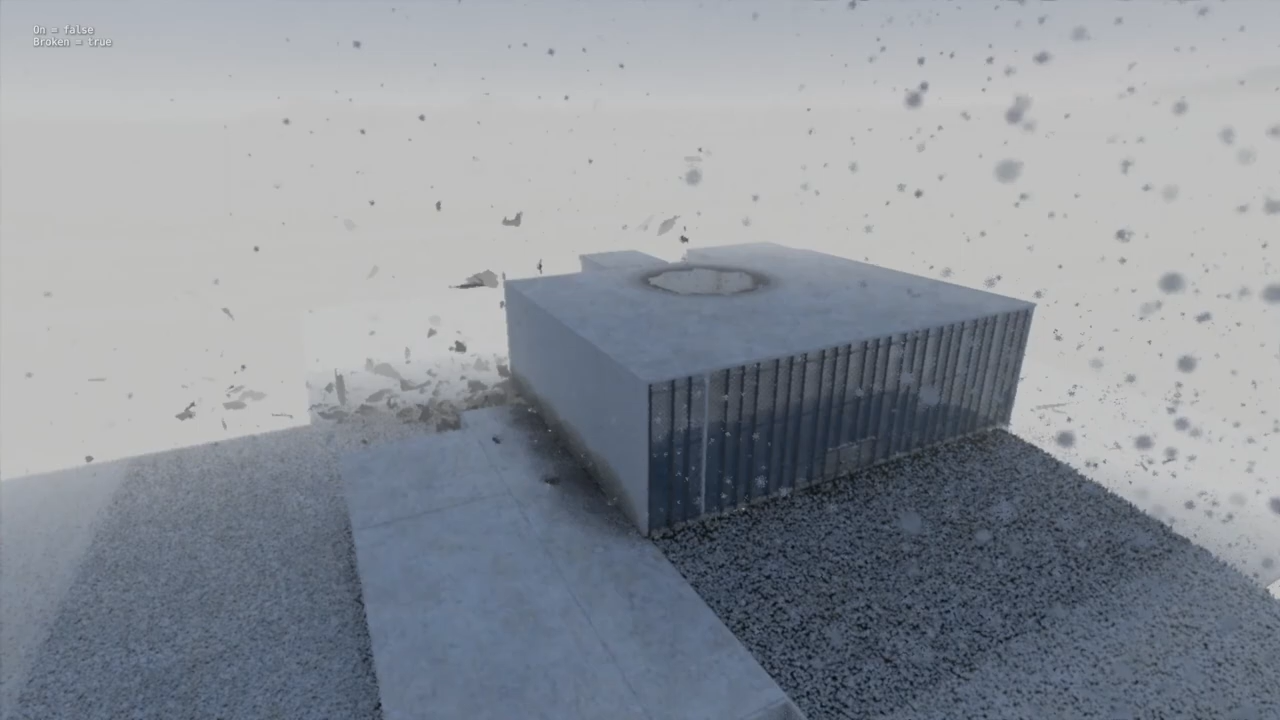 On = false
Broken = true